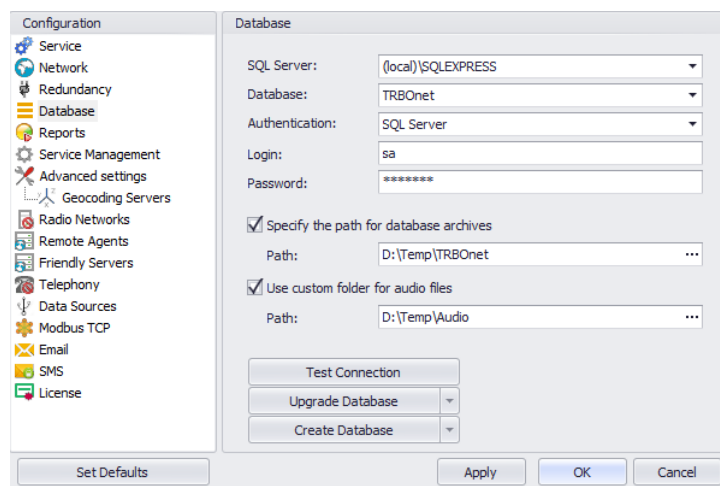 Configuration
Service
Network
Redundancy
Database
Reports
Service Management
Advanced settings
Geocoding Servers
Radio Networks
Remote Agents
Friendly Servers
Telephony
Data Sources
Modbus TCP
Email
SMS
License
Set Defaults
Database
SQL Server: (local)\SQLEXPRESS
Database: TRBOnet
Authentication: SQL Server
Login: sa
Password: *******
Specify the path for database archives
Path: D:\Temp\TRBOnet ...
Use custom folder for audio files
Path: D:\Temp\Audio ...
Test Connection
Upgrade Database
Create Database
Apply OK Cancel